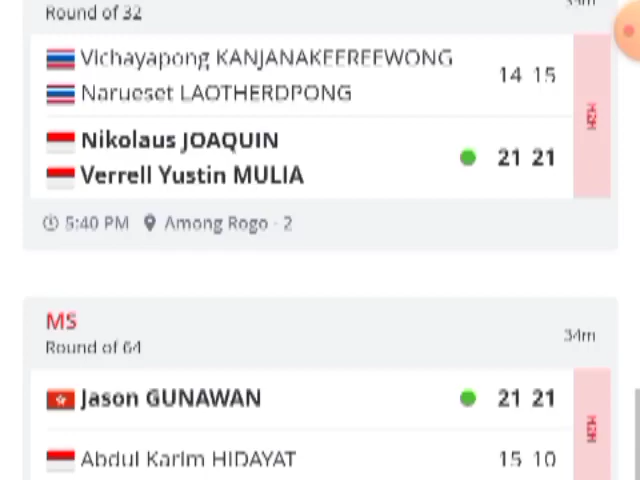 Round of 32
Vichayapong KANJANAKEEREEWONG
Narueset LAOTHERDPONG
14 15
H2H
Nikolaus JOAQUIN
Verrell Yustin MULIA
21 21
5:40 PM Among Rogo - 2
MS
Round of 64
34m
Jason GUNAWAN 21 21
H2H
Abdul Karim HIDAYAT 15 10